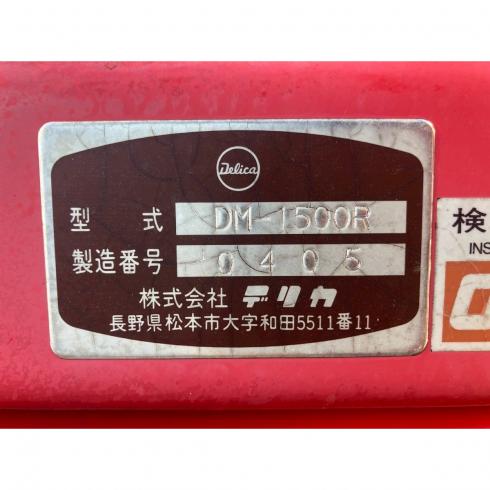 Delica
型式 DM-1500R
製造番号 0405
株式会社 デリカ
長野県松本市大字和田5511番11
検
INS